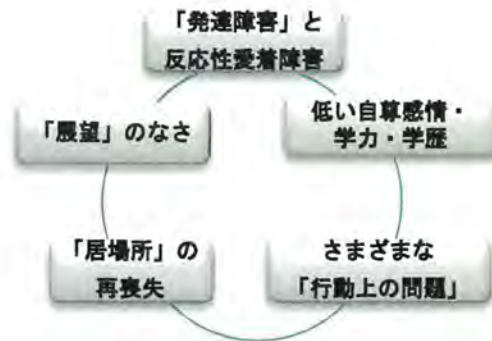 「発達障害」と
反応性愛着障害
低い自尊感情・
学力・学歴
さまざまな
「行動上の問題」
「居場所」の
再喪失
「展望」のなさ